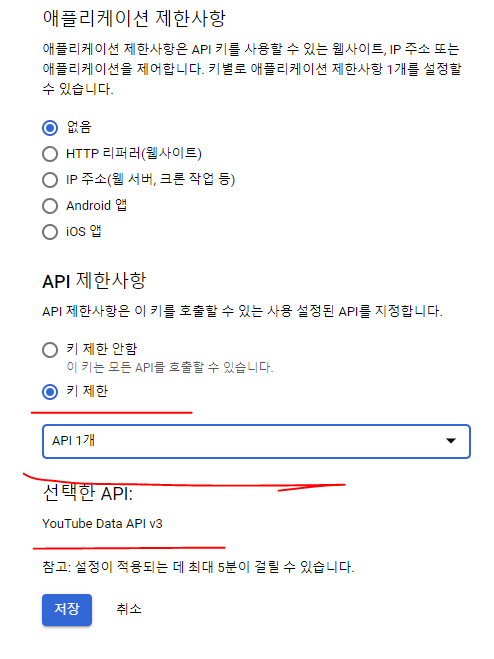 애플리케이션 제한사항
애플리케이션 제한사항은 API 키를 사용할 수 있는 웹사이트, IP 주소 또는
애플리케이션을 제어합니다. 키별로 애플리케이션 제한사항 1개를 설정할
수 있습니다.
없음
HTTP 리퍼러(웹사이트)
IP 주소(웹 서버, 크론 작업 등)
Android 앱
iOS 앱
API 제한사항
API 제한사항은 이 키를 호출할 수 있는 사용 설정된 API를 지정합니다.
키 제한 안함
이 키는 모든 API를 호출할 수 있습니다.
키 제한
API 1개
선택한 API:
YouTube Data API v3
참고: 설정이 적용되는 데 최대 5분이 걸릴 수 있습니다.
저장 취소